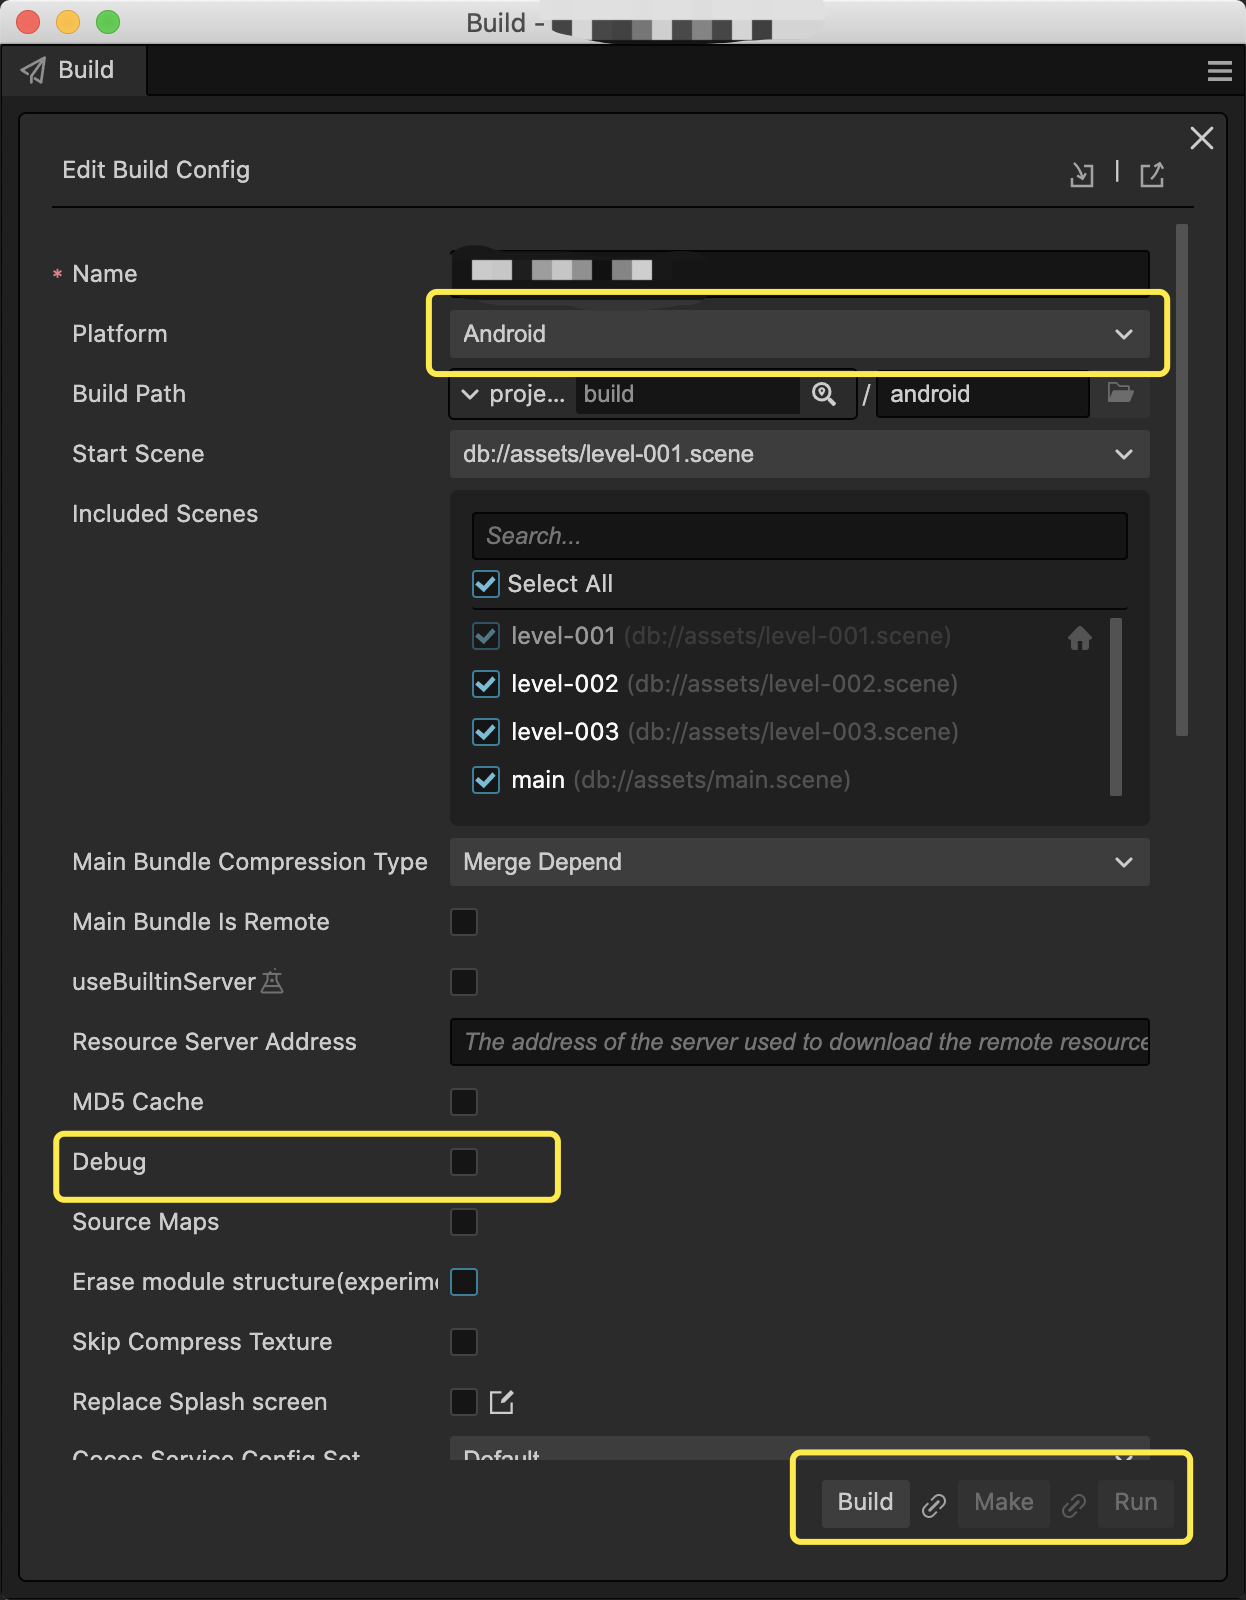 Build -
Build
Edit Build Config
* Name
Platform
Android
Build Path
proje... build / android
Start Scene
db://assets/level-001.scene
Included Scenes
Search...
Select All
level-001 (db://assets/level-001.scene)
level-002 (db://assets/level-002.scene)
level-003 (db://assets/level-003.scene)
main (db://assets/main.scene)
Main Bundle Compression Type
Merge Depend
Main Bundle Is Remote
useBuiltinServer
Resource Server Address
The address of the server used to download the remote resource
MD5 Cache
Debug
Source Maps
Erase module structure(experim
Skip Compress Texture
Replace Splash screen
Cocos Service Config Set
Default
Build Make Run